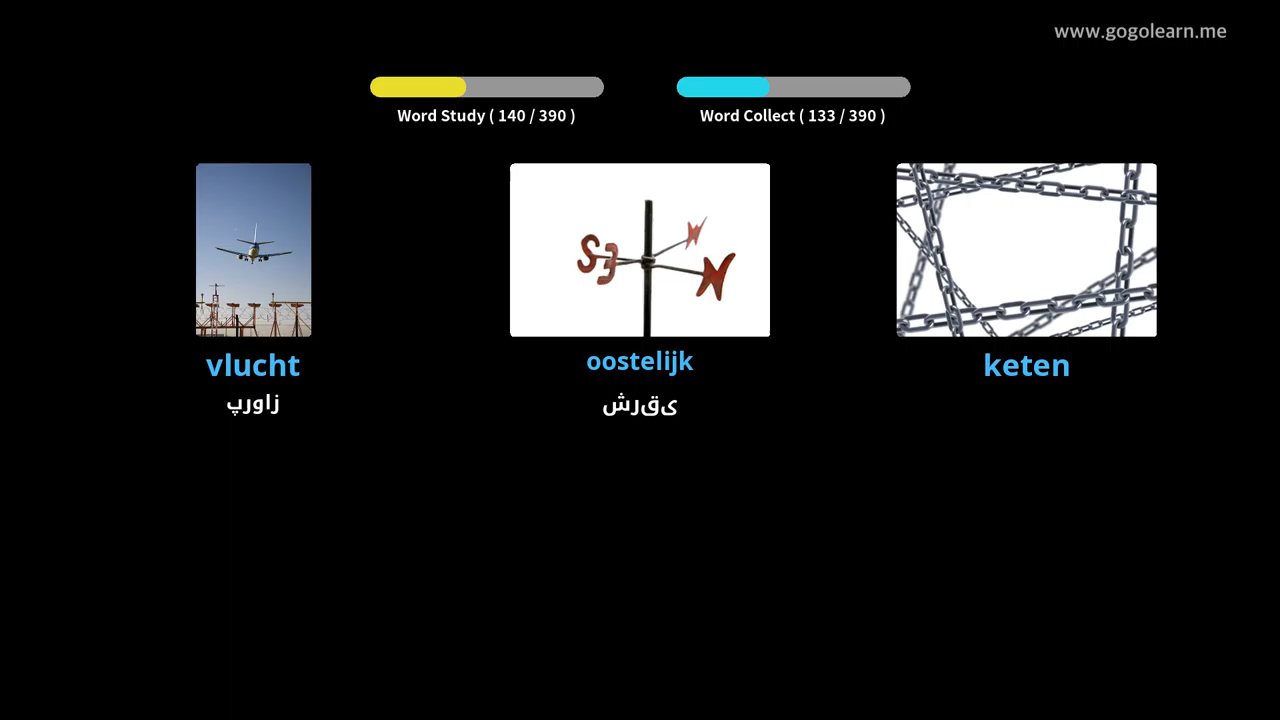 www.gogolearn.me
Word Study ( 140 / 390 )
Word Collect ( 133 / 390 )
vlucht
oostelijk
keten
زاورپ
یقرش